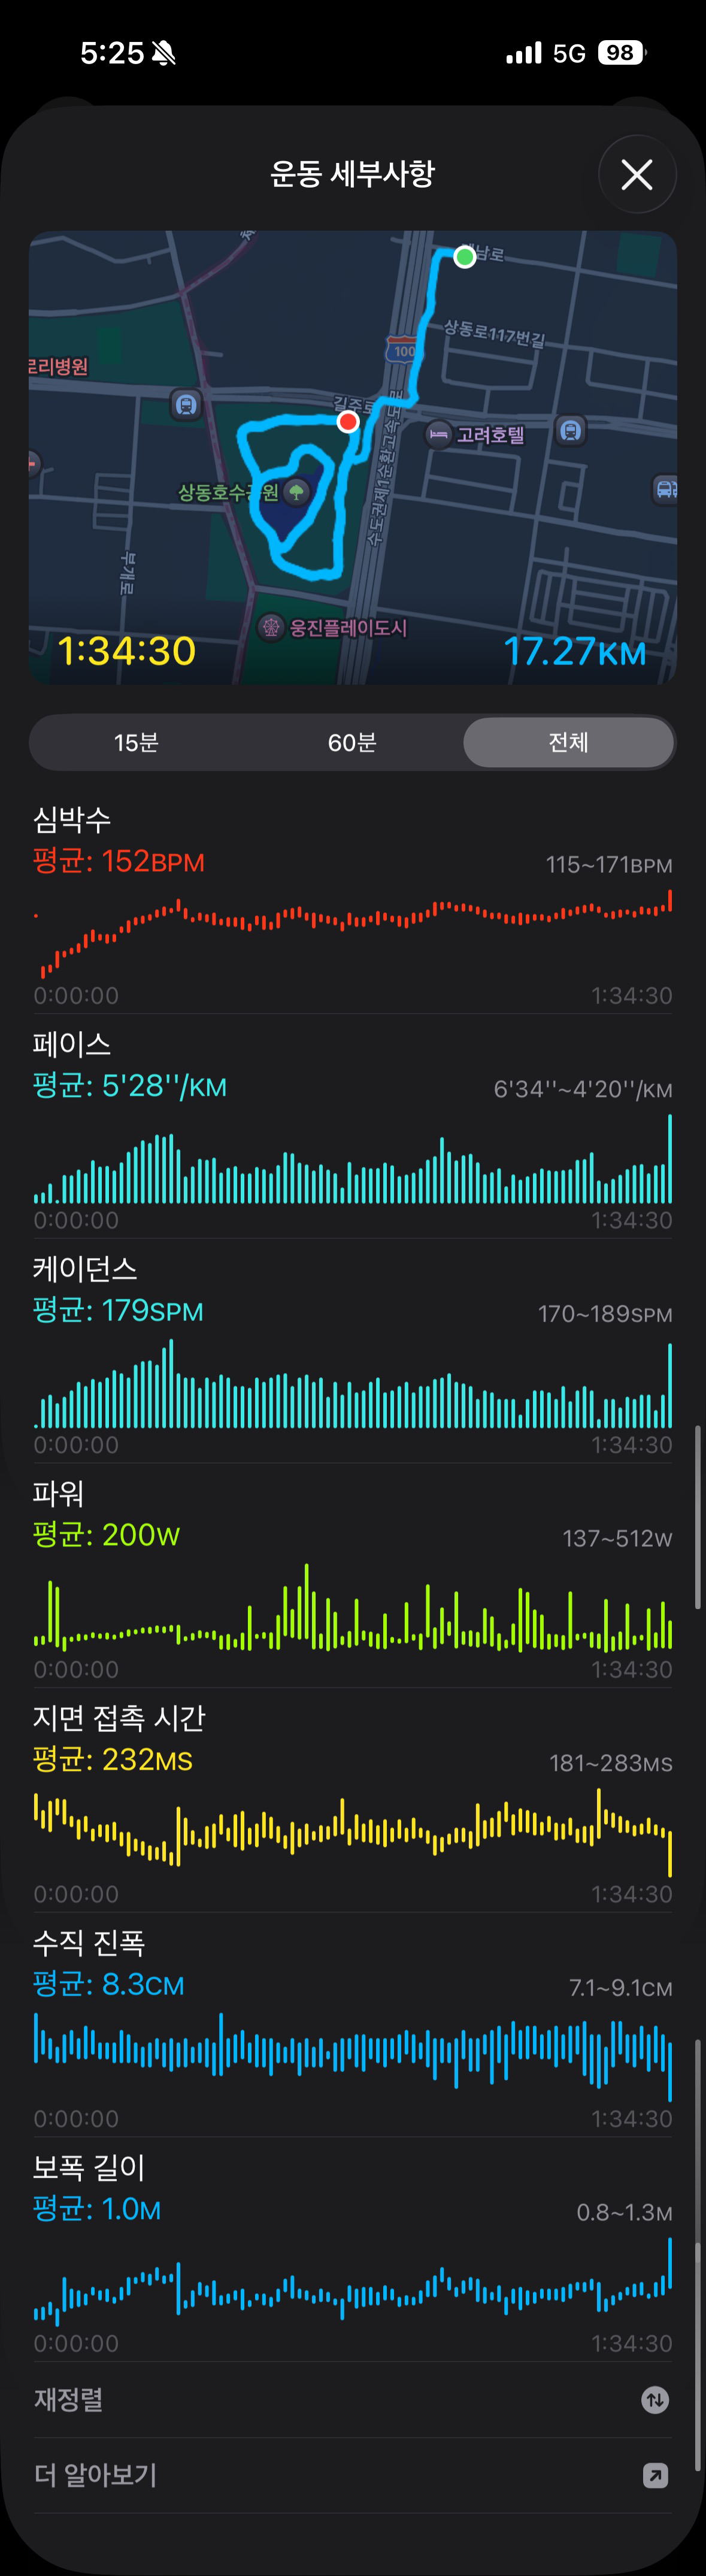 5:25
5G 98
운동 세부사항
상동로117번길
100
길주로
고려호텔
상동호수공원
수도권제1순환고속도로
부개로
웅진플레이도시
1:34:30
17.27KM
15분
60분
전체
심박수
평균: 152BPM
115~171BPM
0:00:00
1:34:30
페이스
평균: 5'28''/KM
6'34''~4'20''/KM
0:00:00
1:34:30
케이던스
평균: 179SPM
170~189SPM
0:00:00
1:34:30
파워
평균: 200W
137~512W
0:00:00
1:34:30
지면 접촉 시간
평균: 232MS
181~283MS
0:00:00
1:34:30
수직 진폭
평균: 8.3CM
7.1~9.1CM
0:00:00
1:34:30
보폭 길이
평균: 1.0M
0.8~1.3M
0:00:00
1:34:30
재정렬
더 알아보기